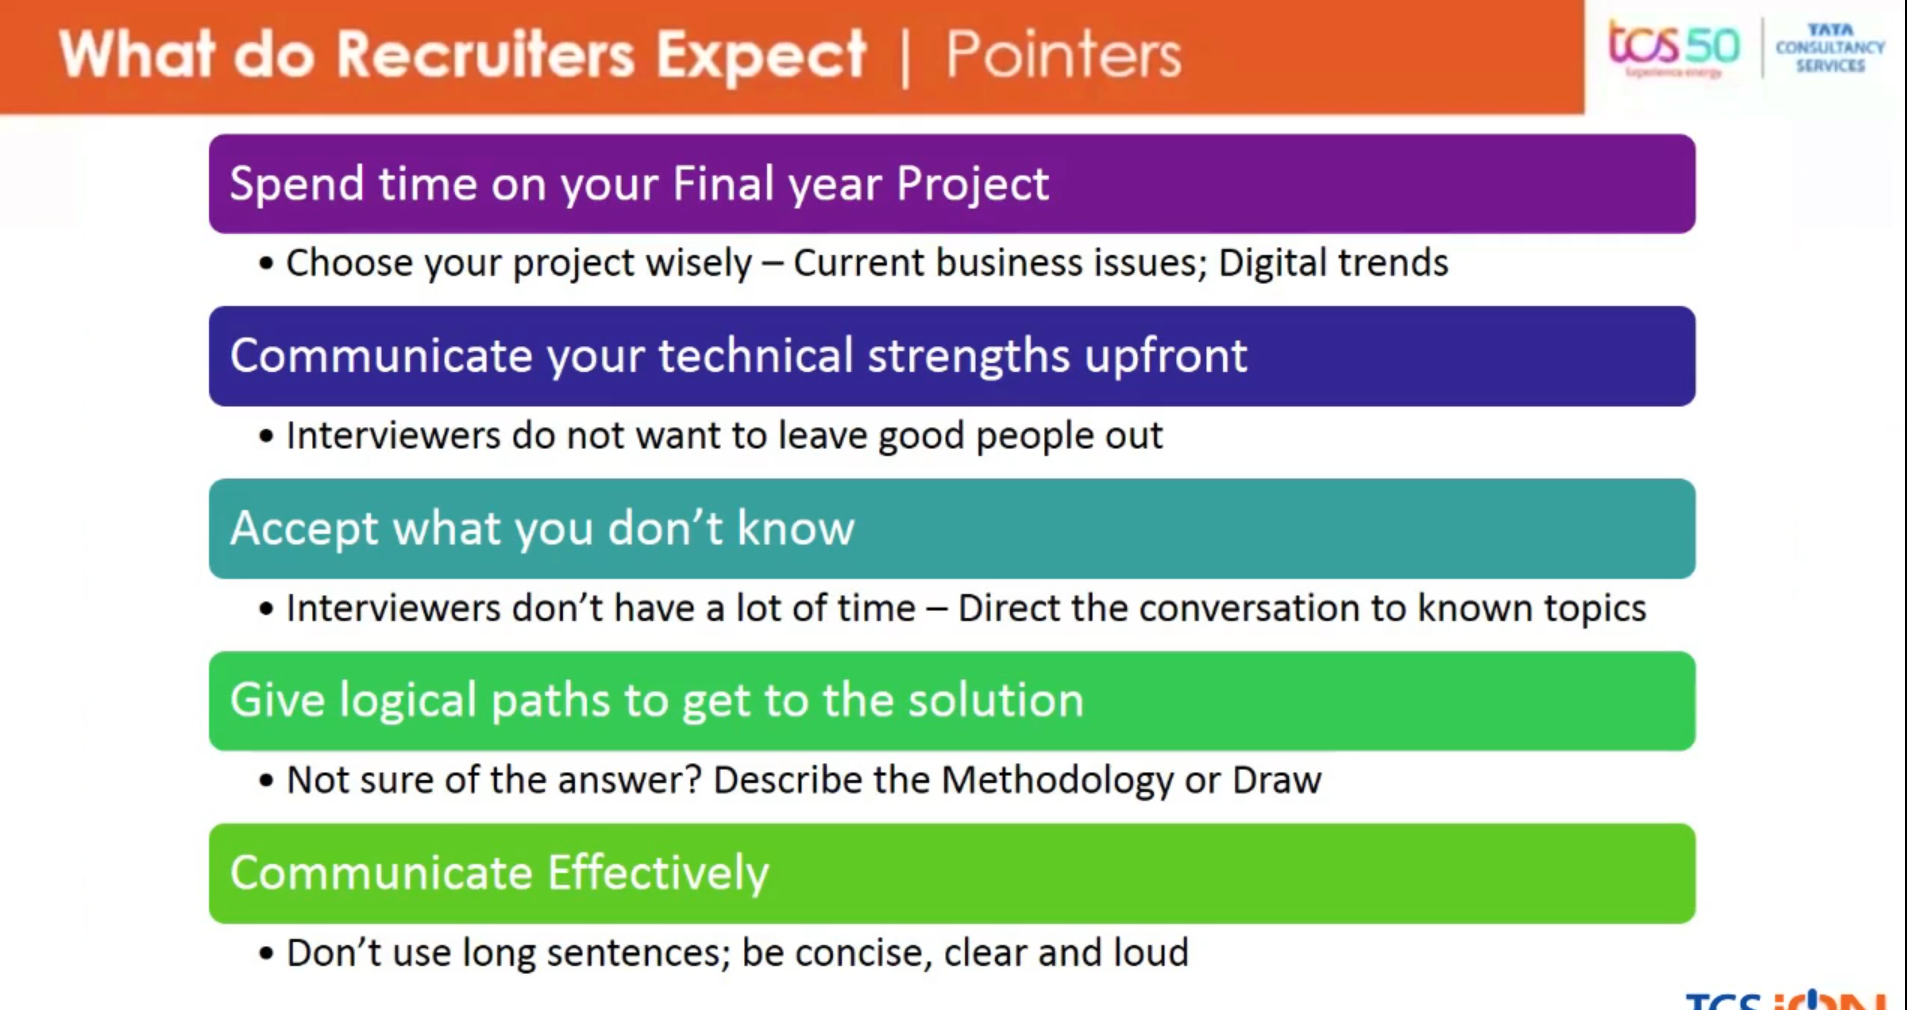 What do Recruiters Expect | Pointers
tcs 50
Experience energy
TATA
CONSULTANCY
SERVICES
Spend time on your Final year Project
• Choose your project wisely – Current business issues; Digital trends
Communicate your technical strengths upfront
• Interviewers do not want to leave good people out
Accept what you don’t know
• Interviewers don’t have a lot of time – Direct the conversation to known topics
Give logical paths to get to the solution
• Not sure of the answer? Describe the Methodology or Draw
Communicate Effectively
• Don’t use long sentences; be concise, clear and loud
TCS iON